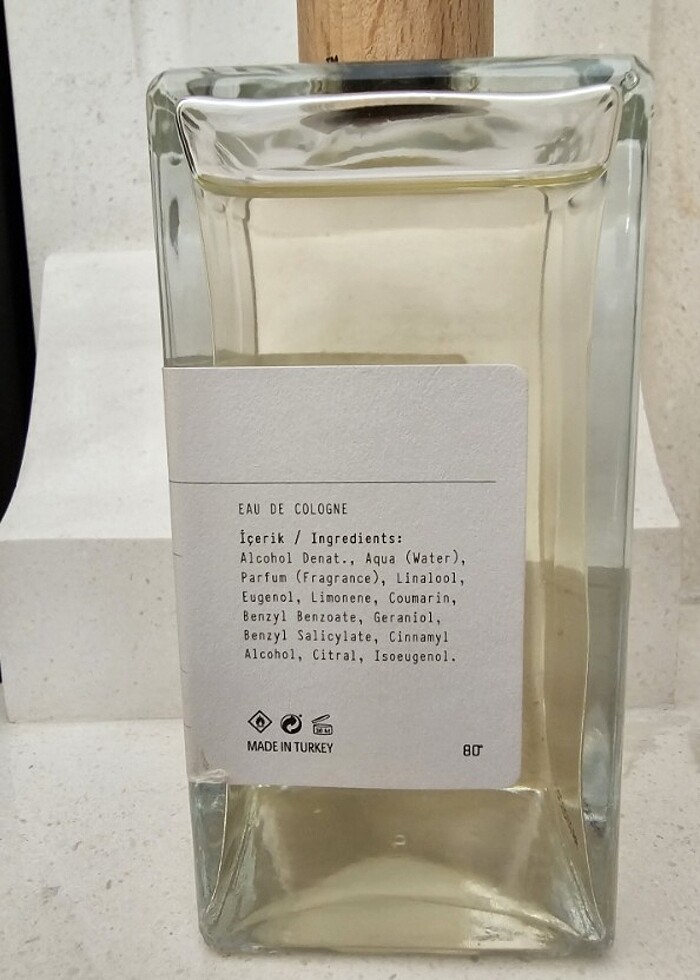 TM
EAU DE COLOGNE
İçerik / Ingredients:
Alcohol Denat., Aqua (Water),
Parfum (Fragrance), Linalool,
Eugenol, Limonene, Coumarin,
Benzyl Benzoate, Geraniol,
Benzyl Salicylate, Cinnamyl
Alcohol, Citral, Isoeugenol.
MADE IN TURKEY
80°